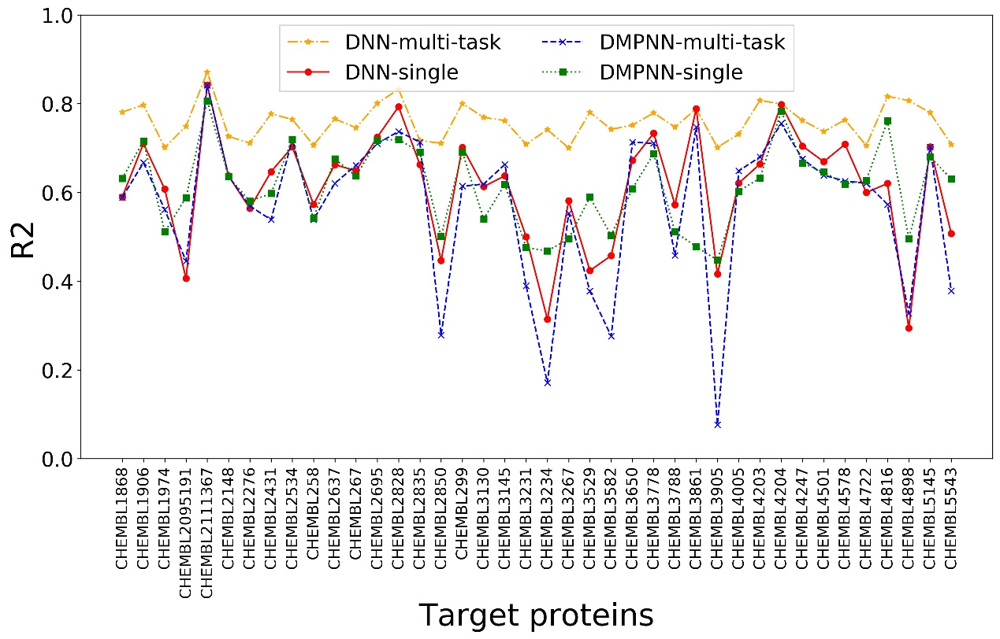 1.0
0.8
0.6
0.4
0.2
0.0
R2
DNN-multi-task
DNN-single
DMPNN-multi-task
DMPNN-single
CHEMBL1868
CHEMBL1906
CHEMBL1974
CHEMBL2095191
CHEMBL2111367
CHEMBL2148
CHEMBL2276
CHEMBL2431
CHEMBL2534
CHEMBL258
CHEMBL2637
CHEMBL267
CHEMBL2695
CHEMBL2828
CHEMBL2835
CHEMBL2850
CHEMBL299
CHEMBL3130
CHEMBL3145
CHEMBL3231
CHEMBL3234
CHEMBL3267
CHEMBL3529
CHEMBL3582
CHEMBL3650
CHEMBL3778
CHEMBL3788
CHEMBL3861
CHEMBL3905
CHEMBL4005
CHEMBL4203
CHEMBL4204
CHEMBL4247
CHEMBL4501
CHEMBL4578
CHEMBL4722
CHEMBL4816
CHEMBL4898
CHEMBL5145
CHEMBL5543
Target proteins